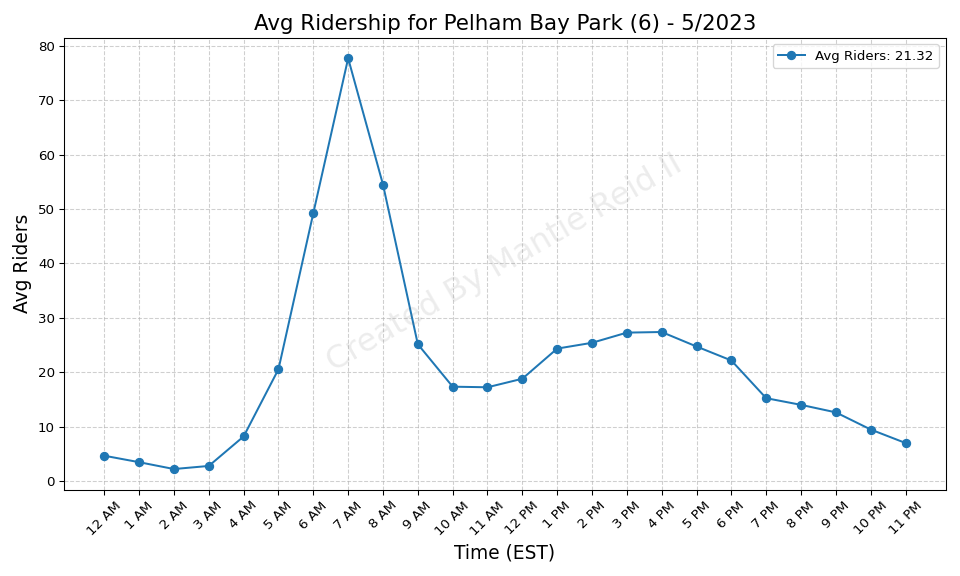 Avg Ridership for Pelham Bay Park (6) - 5/2023
Avg Riders: 21.32
80
70
60
50
40
30
20
10
0
Avg Riders
Created By Mantle Reid II
12 AM
1 AM
2 AM
3 AM
4 AM
5 AM
6 AM
7 AM
8 AM
9 AM
10 AM
11 AM
12 PM
1 PM
2 PM
3 PM
4 PM
5 PM
6 PM
7 PM
8 PM
9 PM
10 PM
11 PM
Time (EST)